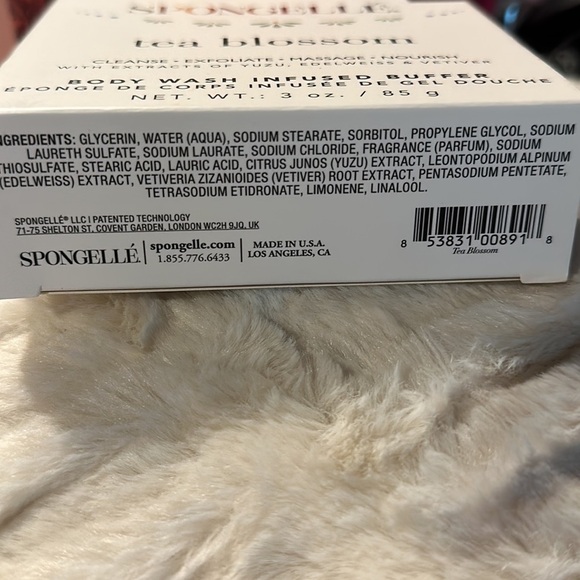 SPONGELLÉ
tea blossom
CLEANSE • EXFOLIATE • MASSAGE • NOURISH
WITH EXTRACTS OF YUZU, EDELWEISS & VETIVER
BODY WASH INFUSED BUFFER
ÉPONGE DE CORPS INFUSÉE DE GEL DOUCHE
NET. WT.: 3 oz. / 85 g
NGREDIENTS: GLYCERIN, WATER (AQUA), SODIUM STEARATE, SORBITOL, PROPYLENE GLYCOL, SODIUM
LAURETH SULFATE, SODIUM LAURATE, SODIUM CHLORIDE, FRAGRANCE (PARFUM), SODIUM
THIOSULFATE, STEARIC ACID, LAURIC ACID, CITRUS JUNOS (YUZU) EXTRACT, LEONTOPODIUM ALPINUM
(EDELWEISS) EXTRACT, VETIVERIA ZIZANIOIDES (VETIVER) ROOT EXTRACT, PENTASODIUM PENTETATE,
TETRASODIUM ETIDRONATE, LIMONENE, LINALOOL.
SPONGELLÉ® LLC | PATENTED TECHNOLOGY
71-75 SHELTON ST. COVENT GARDEN, LONDON WC2H 9JQ, UK
SPONGELLÉ
spongelle.com
1.855.776.6433
MADE IN U.S.A.
LOS ANGELES, CA
8 53831 00891 8
Tea Blossom